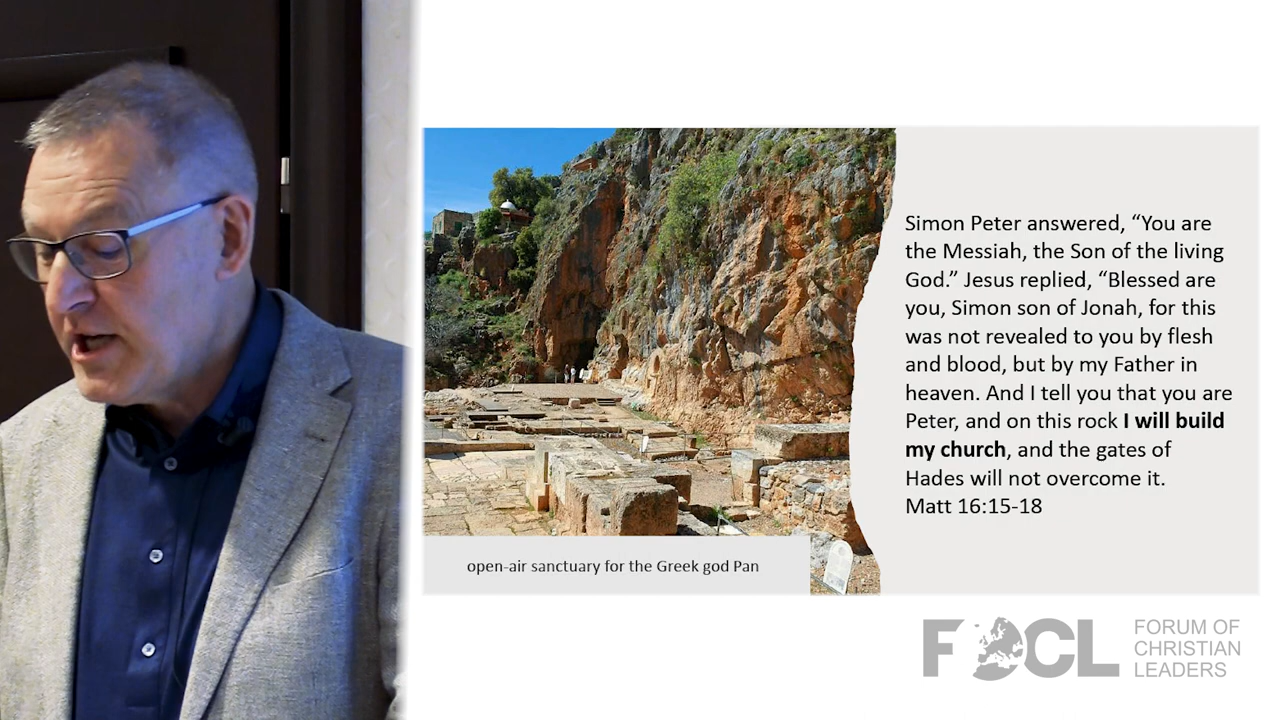 Simon Peter answered, “You are
the Messiah, the Son of the living
God.” Jesus replied, “Blessed are
you, Simon son of Jonah, for this
was not revealed to you by flesh
and blood, but by my Father in
heaven. And I tell you that you are
Peter, and on this rock I will build
my church, and the gates of
Hades will not overcome it.
Matt 16:15-18
open-air sanctuary for the Greek god Pan
FOCL
FORUM OF
CHRISTIAN
LEADERS